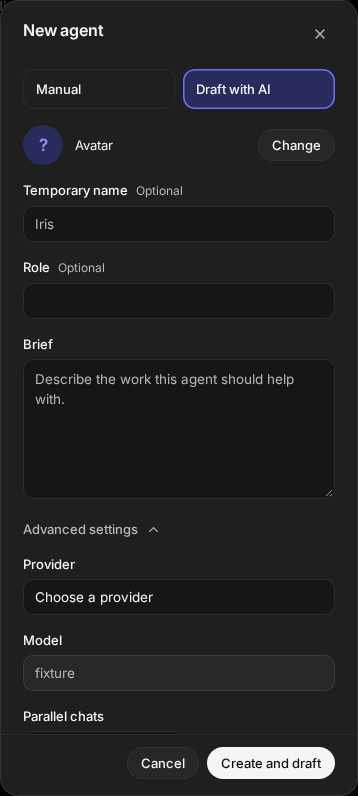 New agent
Manual
Draft with AI
?
Avatar
Change
Temporary name Optional
Iris
Role Optional
Brief
Describe the work this agent should help
with.
Advanced settings
Provider
Choose a provider
Model
fixture
Parallel chats
Cancel
Create and draft